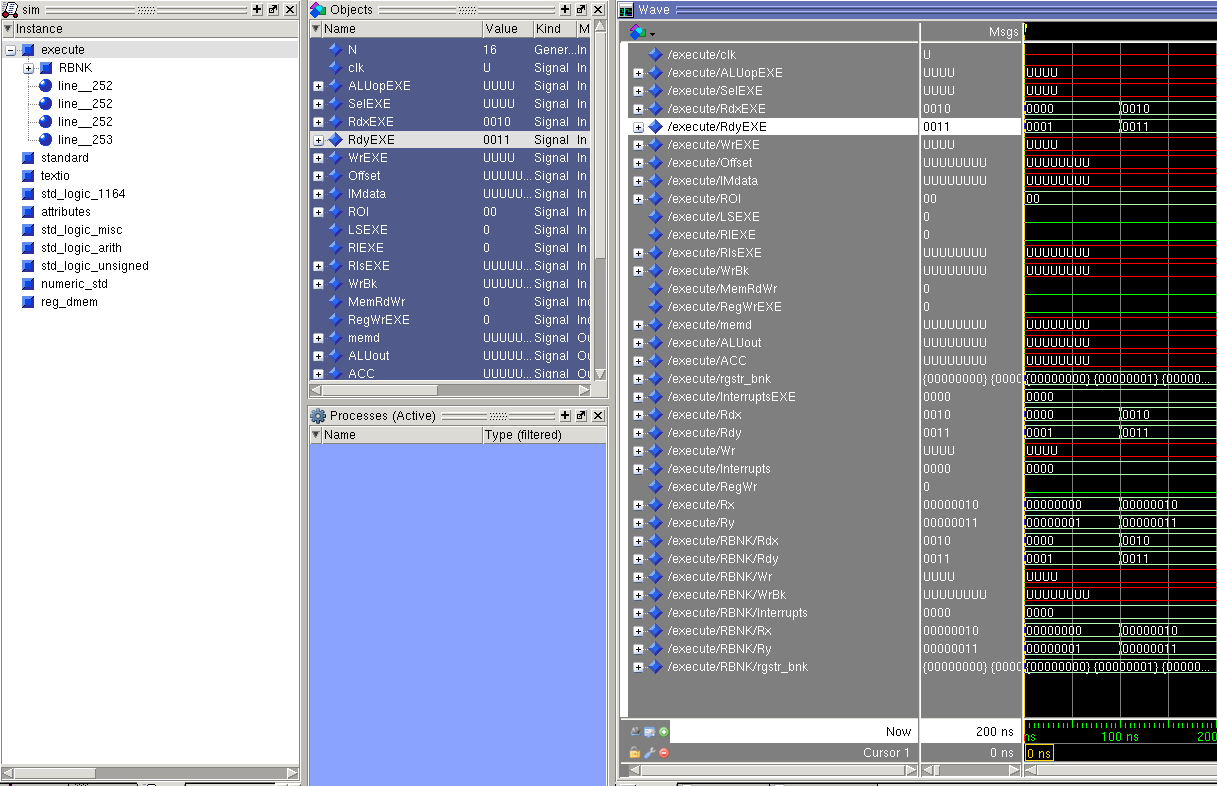 sim
Instance
execute
RBNK
line__252
line__252
line__252
line__253
standard
textio
std_logic_1164
attributes
std_logic_misc
std_logic_arith
std_logic_unsigned
numeric_std
reg_dmem
Objects
Name Value Kind M
N 16 Gener... In
clk U Signal In
ALUopEXE UUUU Signal In
SelEXE UUUU Signal In
RdxEXE 0010 Signal In
RdyEXE 0011 Signal In
WrEXE UUUU Signal In
Offset UUUUU... Signal In
IMdata UUUUU... Signal In
ROI 00 Signal In
LSEXE 0 Signal In
RIEXE 0 Signal In
RlsEXE UUUUU... Signal In
WrBk UUUUU... Signal In
MemRdWr 0 Signal Inc
RegWrEXE 0 Signal Inc
memd UUUUU... Signal Ou
ALUout UUUUU... Signal Ou
ACC UUUUU... Signal Ou
Processes (Active)
Name Type (filtered)
Wave
Msgs
/execute/clk U
/execute/ALUopEXE UUUU UUUU
/execute/SelEXE UUUU UUUU
/execute/RdxEXE 0010 0000 0010
/execute/RdyEXE 0011 0001 0011
/execute/WrEXE UUUU UUUU
/execute/Offset UUUUUUUU UUUUUUUU
/execute/IMdata UUUUUUUU UUUUUUUU
/execute/ROI 00 00
/execute/LSEXE 0
/execute/RIEXE 0
/execute/RlsEXE UUUUUUUU UUUUUUUU
/execute/WrBk UUUUUUUU UUUUUUUU
/execute/MemRdWr 0
/execute/RegWrEXE 0
/execute/memd UUUUUUUU UUUUUUUU
/execute/ALUout UUUUUUUU UUUUUUUU
/execute/ACC UUUUUUUU UUUUUUUU
/execute/rgstr_bnk {00000000} {0000 {00000000} {00000001} {00000...
/execute/InterruptsEXE 0000 0000
/execute/Rdx 0010 0000 0010
/execute/Rdy 0011 0001 0011
/execute/Wr UUUU UUUU
/execute/Interrupts 0000 0000
/execute/RegWr 0
/execute/Rx 00000010 00000000 00000010
/execute/Ry 00000011 00000001 00000011
/execute/RBNK/Rdx 0010 0000 0010
/execute/RBNK/Rdy 0011 0001 0011
/execute/RBNK/Wr UUUU UUUU
/execute/RBNK/WrBk UUUUUUUU UUUUUUUU
/execute/RBNK/Interrupts 0000 0000
/execute/RBNK/Rx 00000010 00000000 00000010
/execute/RBNK/Ry 00000011 00000001 00000011
/execute/RBNK/rgstr_bnk {00000000} {0000 {00000000} {00000001} {00000...
Now 200 ns ns 100 ns 200
Cursor 1 0 ns 0 ns